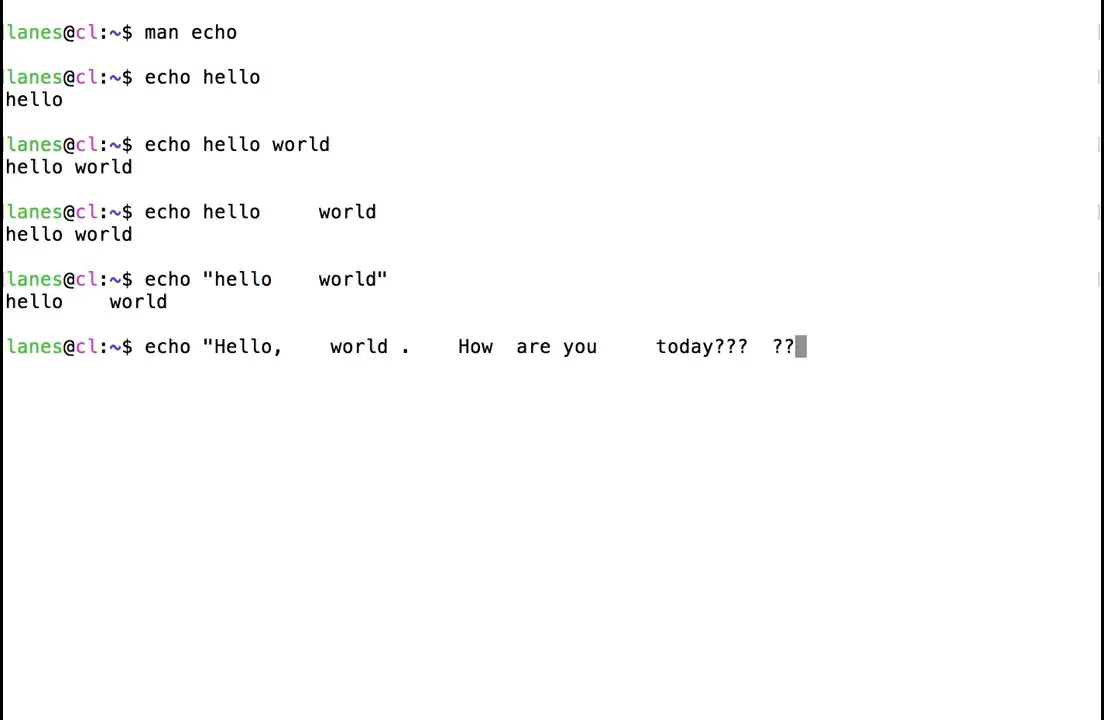 lanes@cl:~$ man echo
lanes@cl:~$ echo hello
hello
lanes@cl:~$ echo hello world
hello world
lanes@cl:~$ echo hello     world
hello world
lanes@cl:~$ echo "hello    world"
hello    world
lanes@cl:~$ echo "Hello,    world .    How  are you     today???  ??